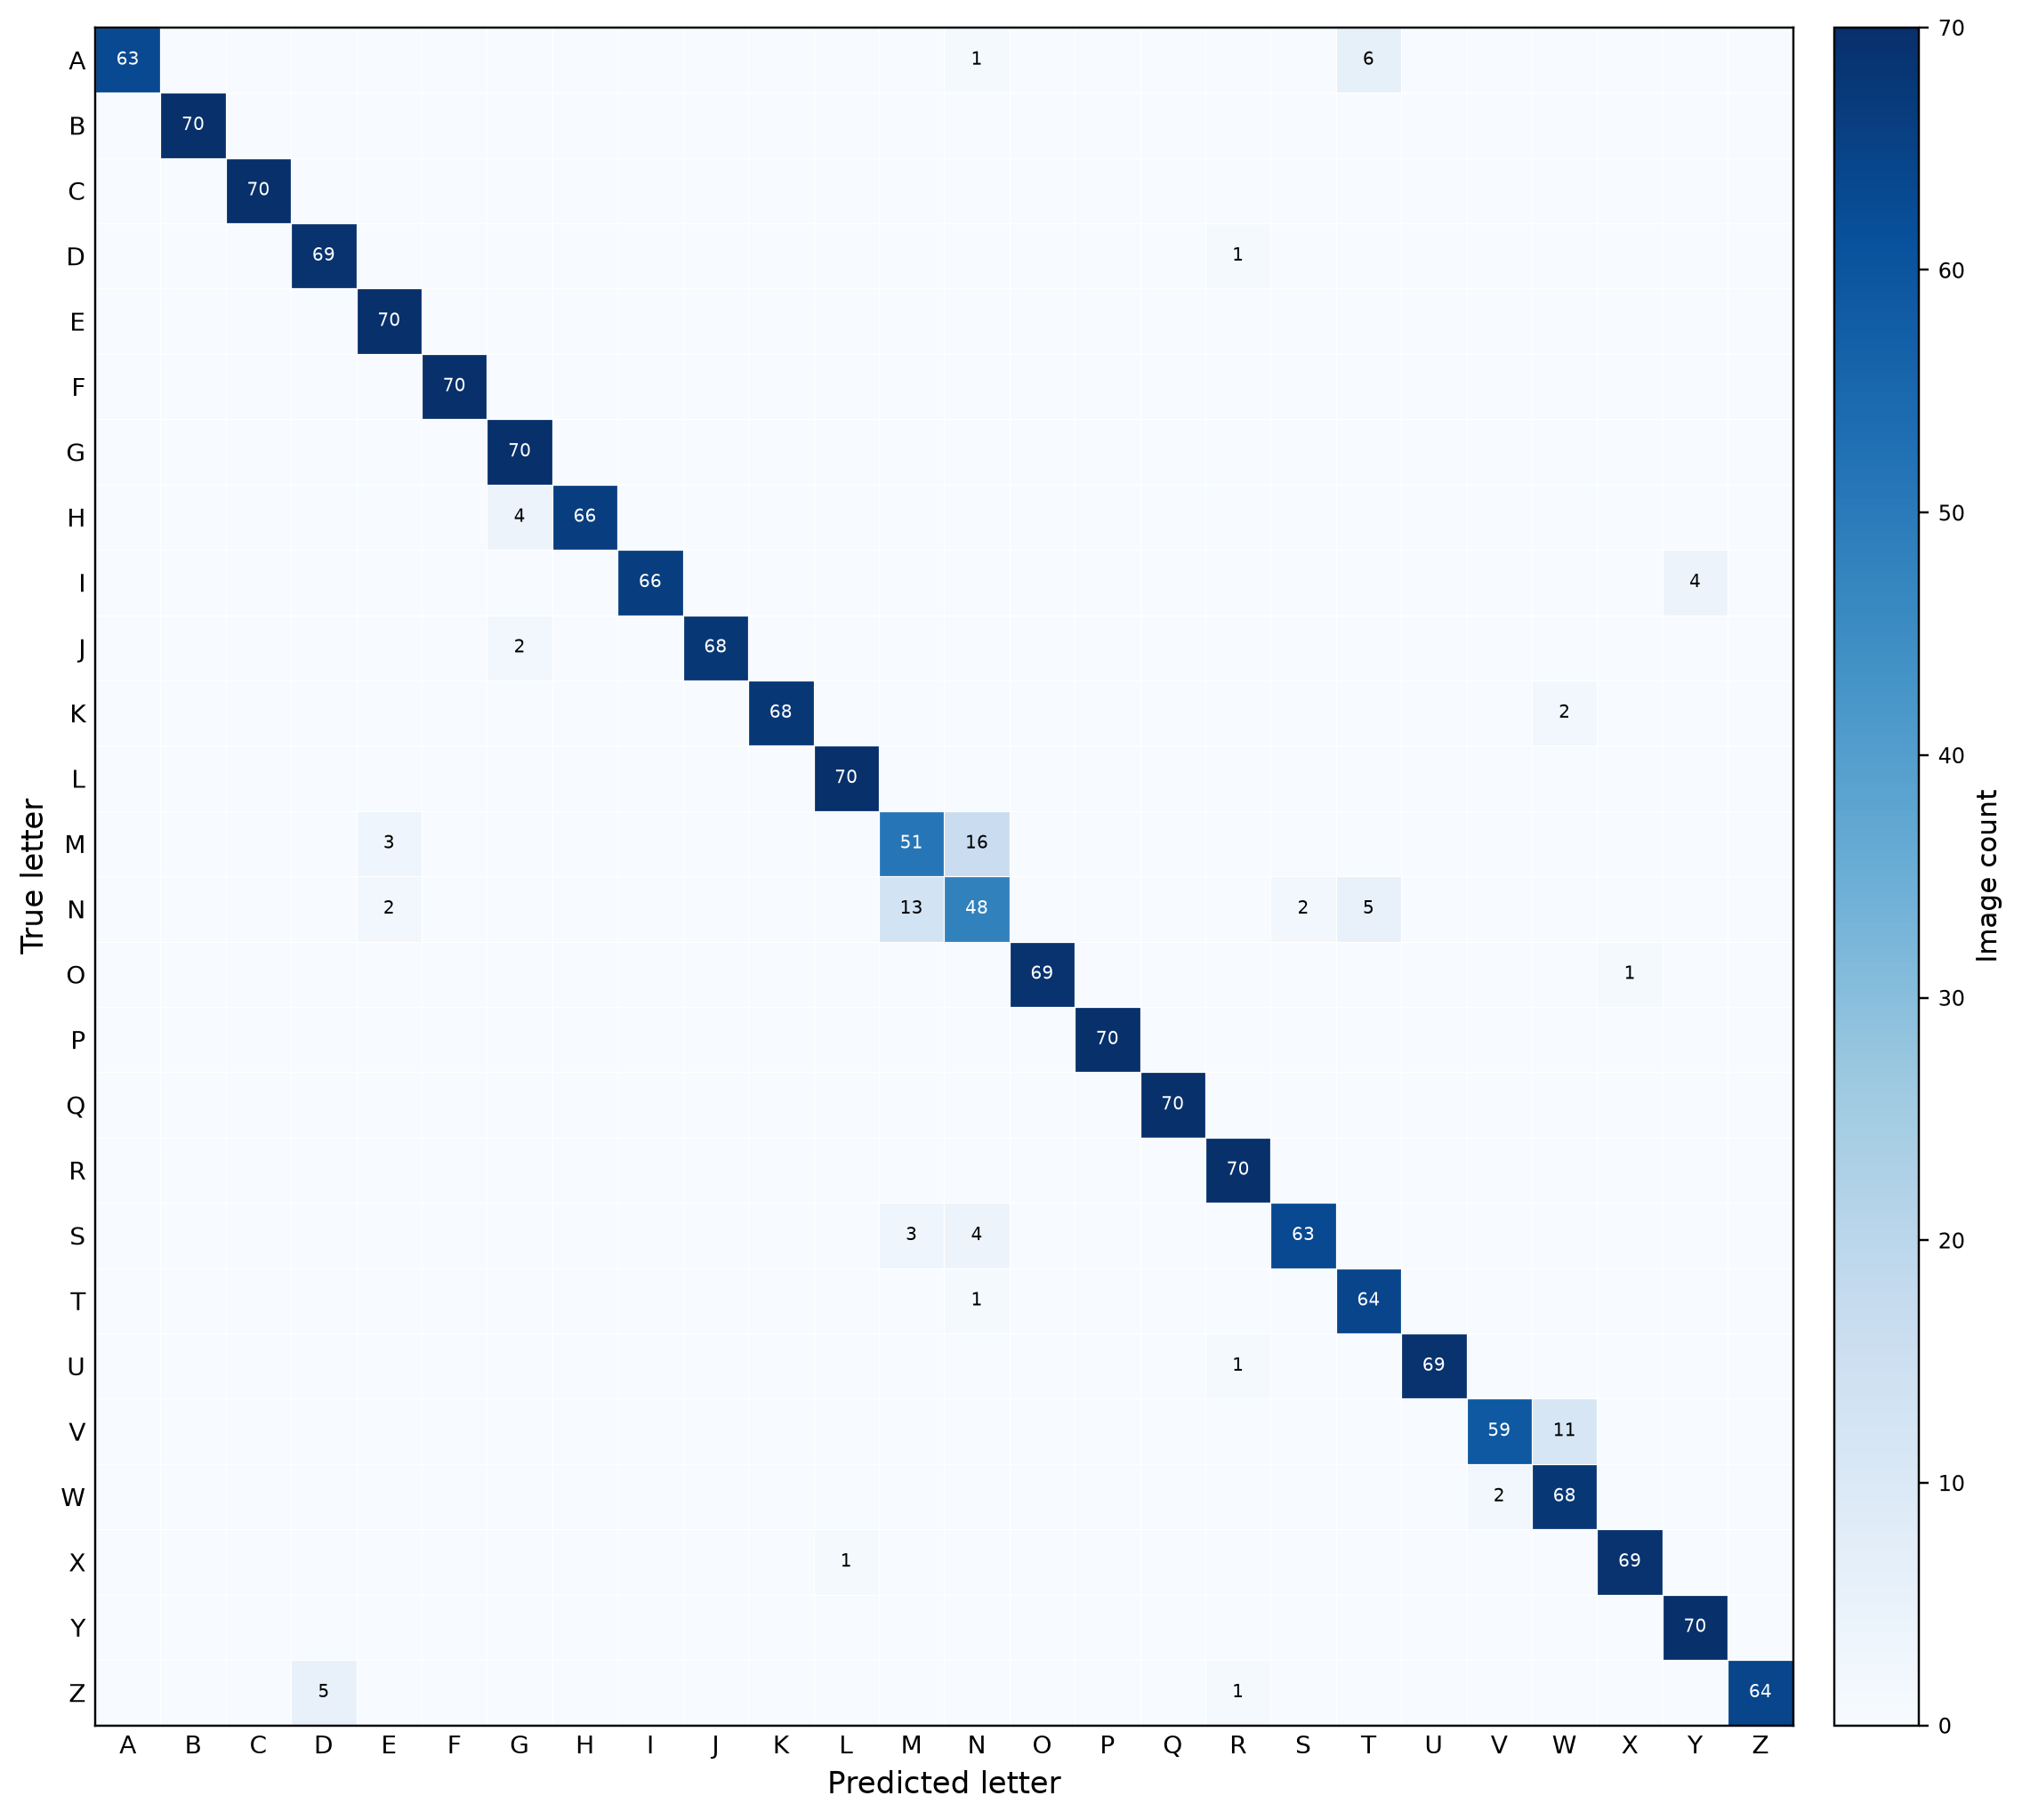 A 63 1 6
B 70
C 70
D 69 1
E 70
F 70
G 70
H 4 66
I 66 4
J 2 68
K 68 2
L 70
M 3 51 16
N 2 13 48 2 5
O 69 1
P 70
Q 70
R 70
S 3 4 63
T 1 64
U 1 69
V 59 11
W 2 68
X 1 69
Y 70
Z 5 1 64
A B C D E F G H I J K L M N O P Q R S T U V W X Y Z
Predicted letter
True letter
70
60
50
40
30
20
10
0
Image count